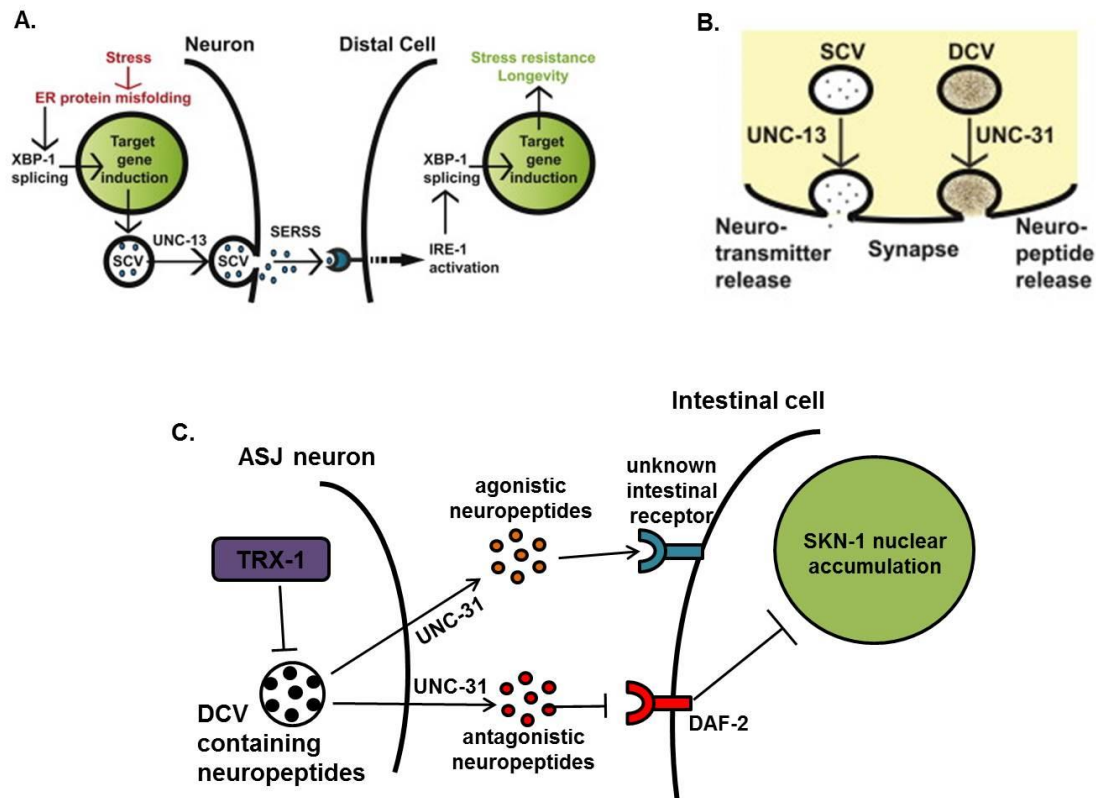 A.
Neuron
Distal Cell
Stress
ER protein misfolding
XBP-1
splicing
Target
gene
induction
SCV
UNC-13
SCV
SERSS
IRE-1
activation
XBP-1
splicing
Target
gene
induction
Stress resistance
Longevity
B.
SCV
DCV
UNC-13
UNC-31
Neuro-
transmitter
release
Synapse
Neuro-
peptide
release
C.
ASJ neuron
Intestinal cell
TRX-1
DCV
containing
neuropeptides
UNC-31
agonistic
neuropeptides
unknown
intestinal
receptor
UNC-31
antagonistic
neuropeptides
DAF-2
SKN-1 nuclear
accumulation